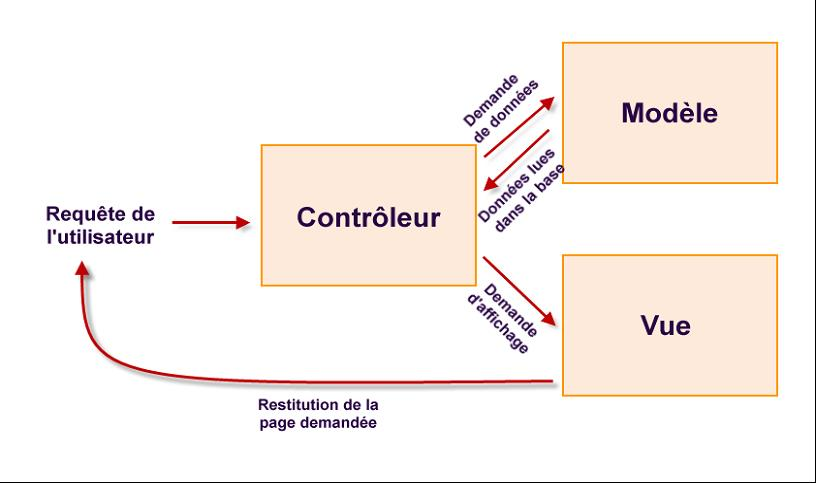 Demande
de données
Modèle
Données lues
dans la base
Requête de
l'utilisateur
Contrôleur
Demande
d'affichage
Vue
Restitution de la
page demandée